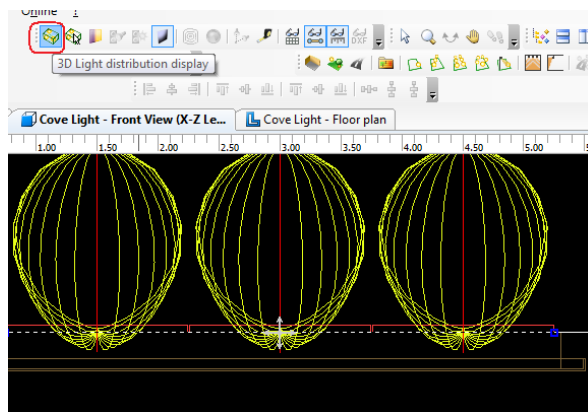 Online ?
DXF
3D Light distribution display
Cove Light - Front View (X-Z Le... Cove Light - Floor plan
1.00 1.50 2.00 2.50 3.00 3.50 4.00 4.50 5.00